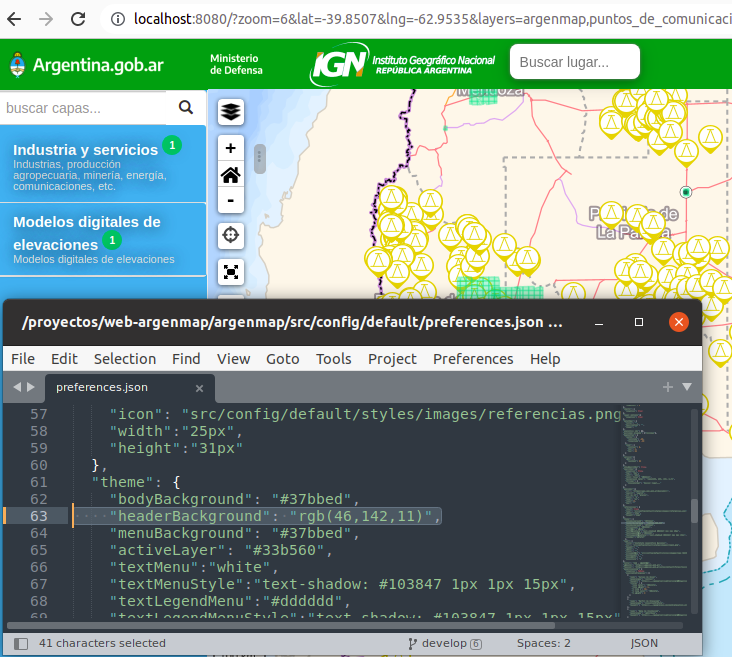 localhost:8080/?zoom=6&lat=-39.8507&lng=-62.9535&layers=argenmap,puntos_de_comunicaci
Argentina.gob.ar
Ministerio
de Defensa
IGN
Instituto Geográfico Nacional
REPÚBLICA ARGENTINA
Buscar lugar...
buscar capas...
Industria y servicios 1
Industrias, producción
agropecuaria, minería, energía,
comunicaciones, etc.
Modelos digitales de
elevaciones 1
Modelos digitales de elevaciones
+
-
Mendoza
Provincia de
La Pampa
/proyectos/web-argenmap/argenmap/src/config/default/preferences.json ...
File Edit Selection Find View Goto Tools Project Preferences Help
preferences.json
57 "icon": "src/config/default/styles/images/referencias.png
58 "width":"25px",
59 "height":"31px"
60 },
61 "theme": {
62 "bodyBackground": "#37bbed",
63 "headerBackground": "rgb(46,142,11)",
64 "menuBackground": "#37bbed",
65 "activeLayer": "#33b560",
66 "textMenu":"white",
67 "textMenuStyle":"text-shadow: #103847 1px 1px 15px",
68 "textLegendMenu":"#dddddd",
"textLegendMenuStyle":"text-shadow: #103847 1px 1px 15px"
41 characters selected
develop 6
Spaces: 2
JSON